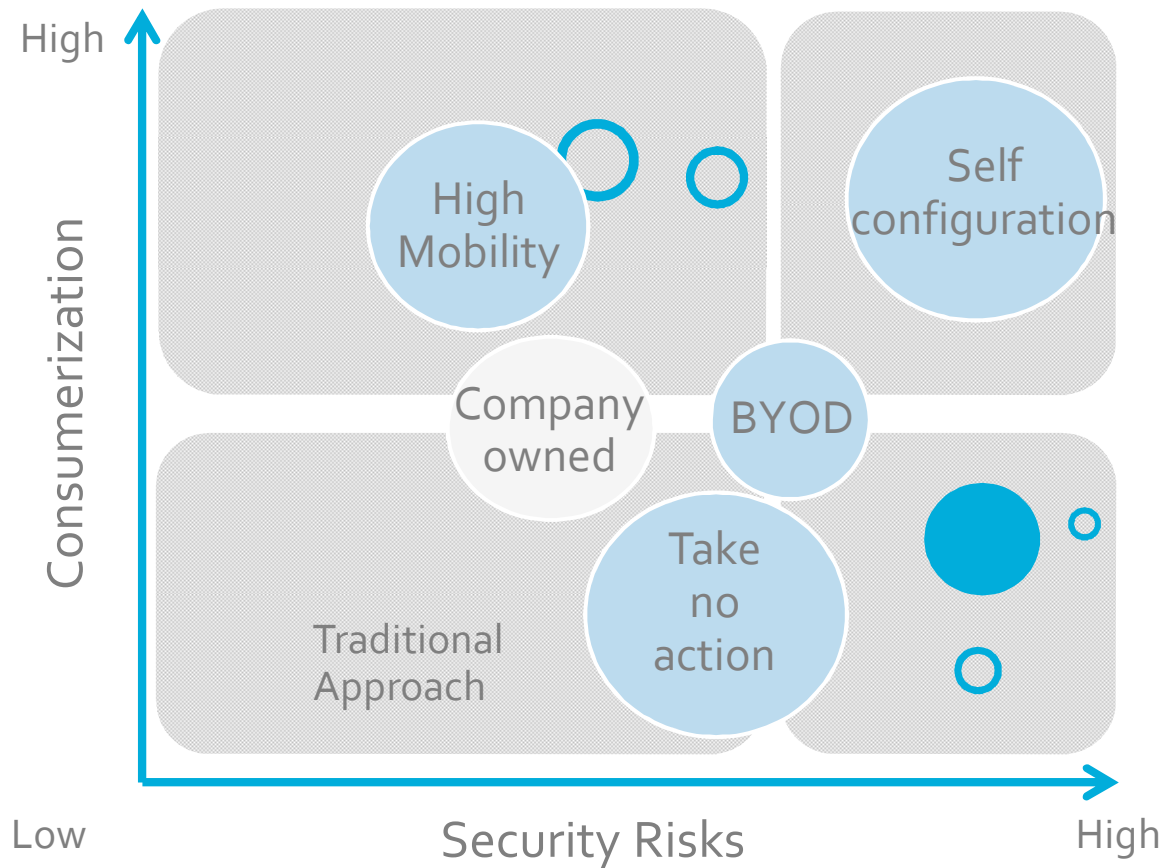 High
Self
configuration
High
Mobility
Consumerization
Company
owned
BYOD
Take
no
action
Traditional
Approach
Low
Security Risks
High